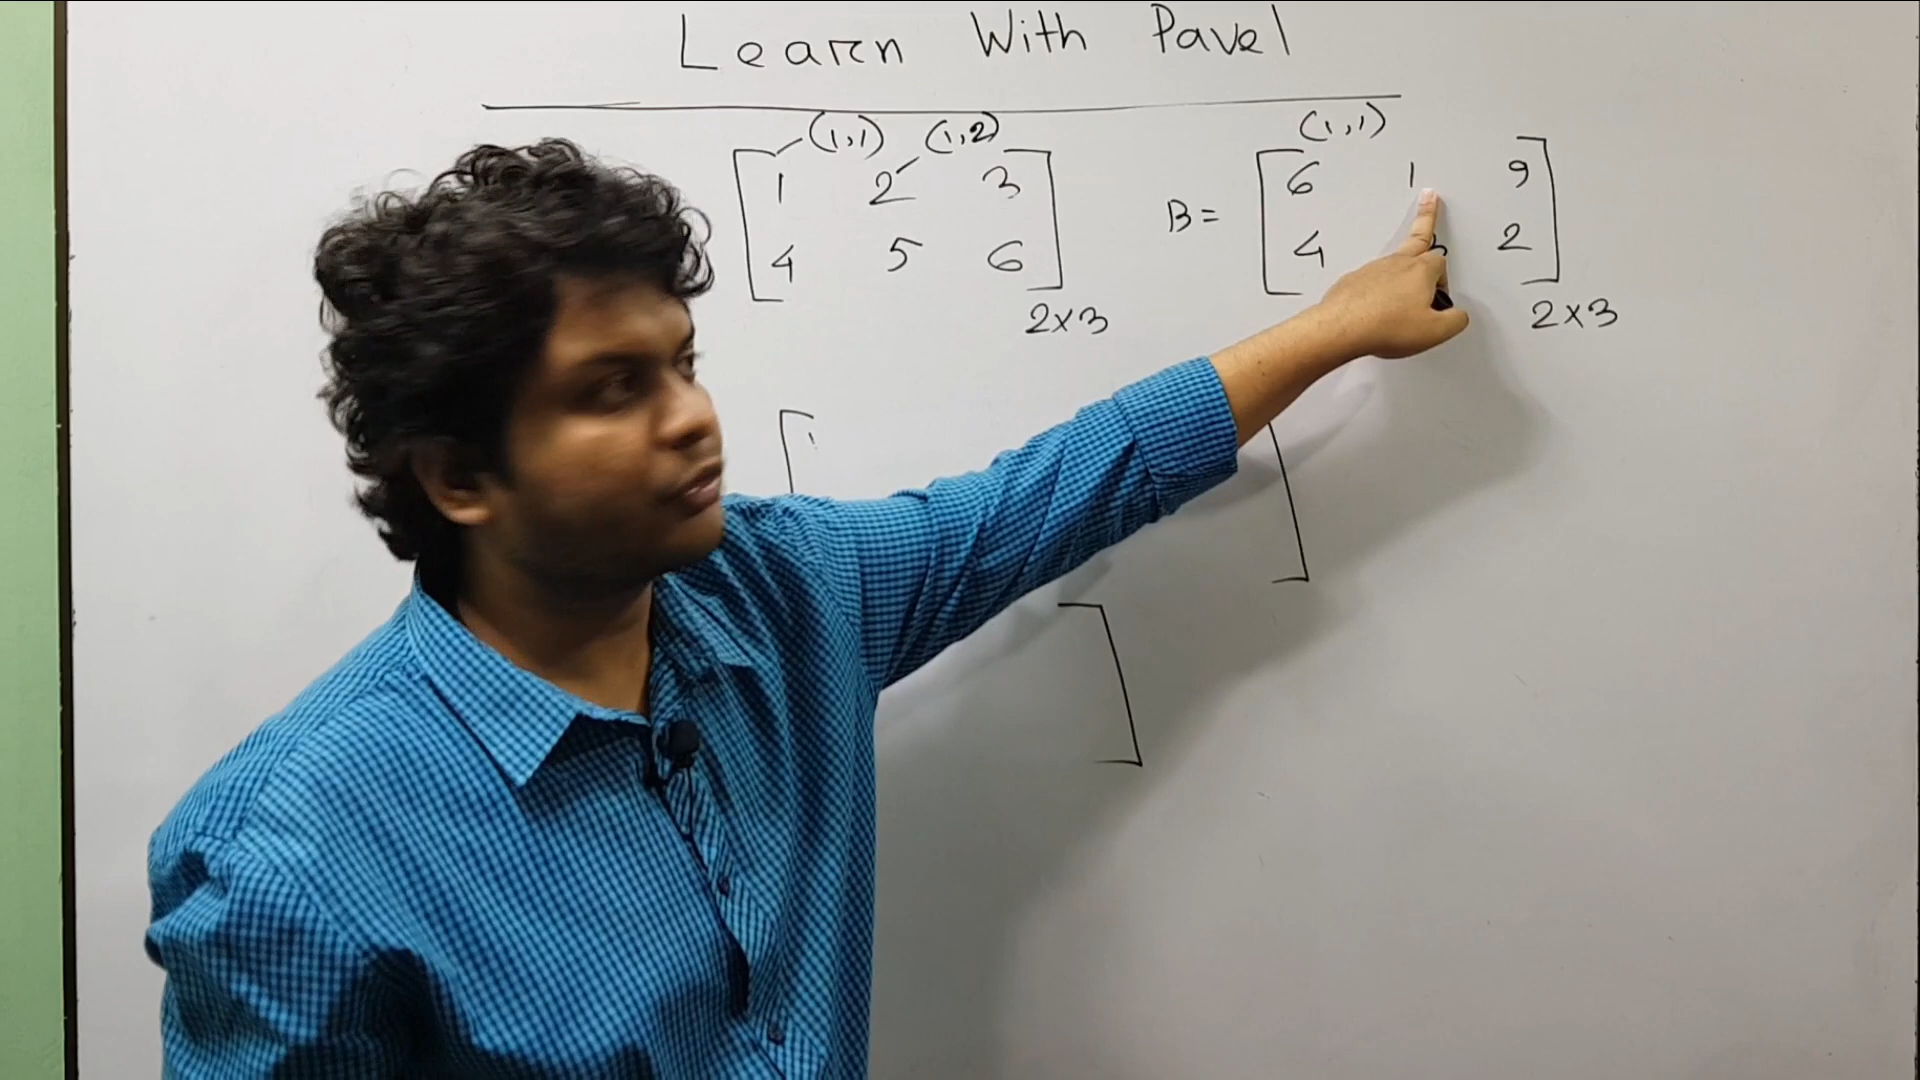 Learn With Pavel
(1,1) (1,2) (1,1)
1 2 3 6 1 9
B =
4 5 6 4 2
2x3 2x3